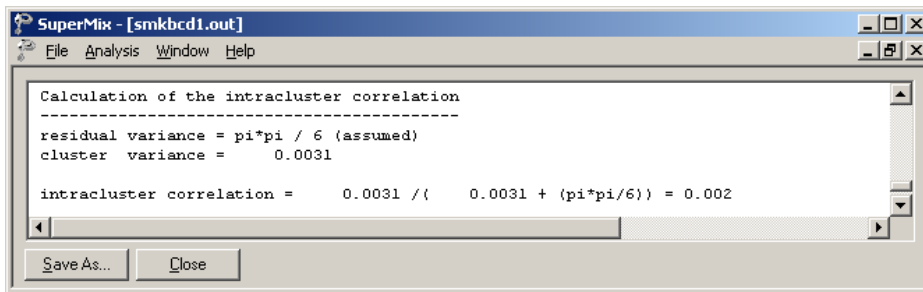 SuperMix - [smkbcd1.out]
File Analysis Window Help
Calculation of the intracluster correlation
-------------------------------------------
residual variance = pi*pi / 6 (assumed)
cluster variance = 0.0031
intracluster correlation = 0.0031 /( 0.0031 + (pi*pi/6)) = 0.002
Save As... Close